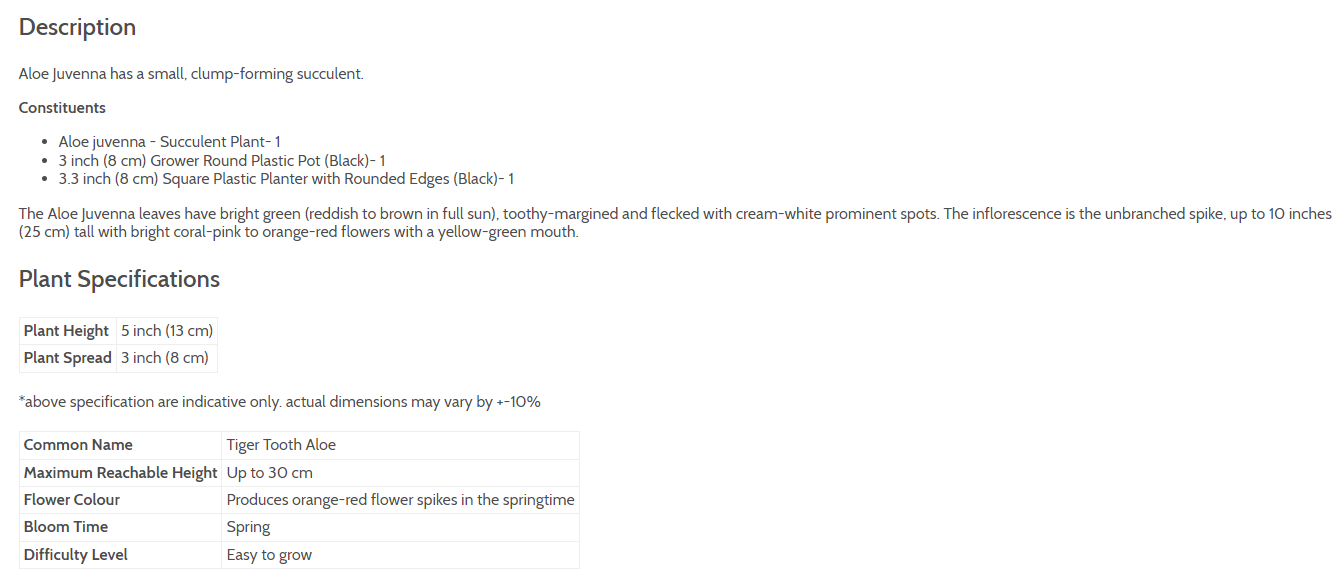 Description
Aloe Juvenna has a small, clump-forming succulent.
Constituents
• Aloe juvenna - Succulent Plant- 1
• 3 inch (8 cm) Grower Round Plastic Pot (Black)- 1
• 3.3 inch (8 cm) Square Plastic Planter with Rounded Edges (Black)- 1
The Aloe Juvenna leaves have bright green (reddish to brown in full sun), toothy-margined and flecked with cream-white prominent spots. The inflorescence is the unbranched spike, up to 10 inches
(25 cm) tall with bright coral-pink to orange-red flowers with a yellow-green mouth.
Plant Specifications
Plant Height 5 inch (13 cm)
Plant Spread 3 inch (8 cm)
*above specification are indicative only. actual dimensions may vary by +-10%
Common Name Tiger Tooth Aloe
Maximum Reachable Height Up to 30 cm
Flower Colour Produces orange-red flower spikes in the springtime
Bloom Time Spring
Difficulty Level Easy to grow